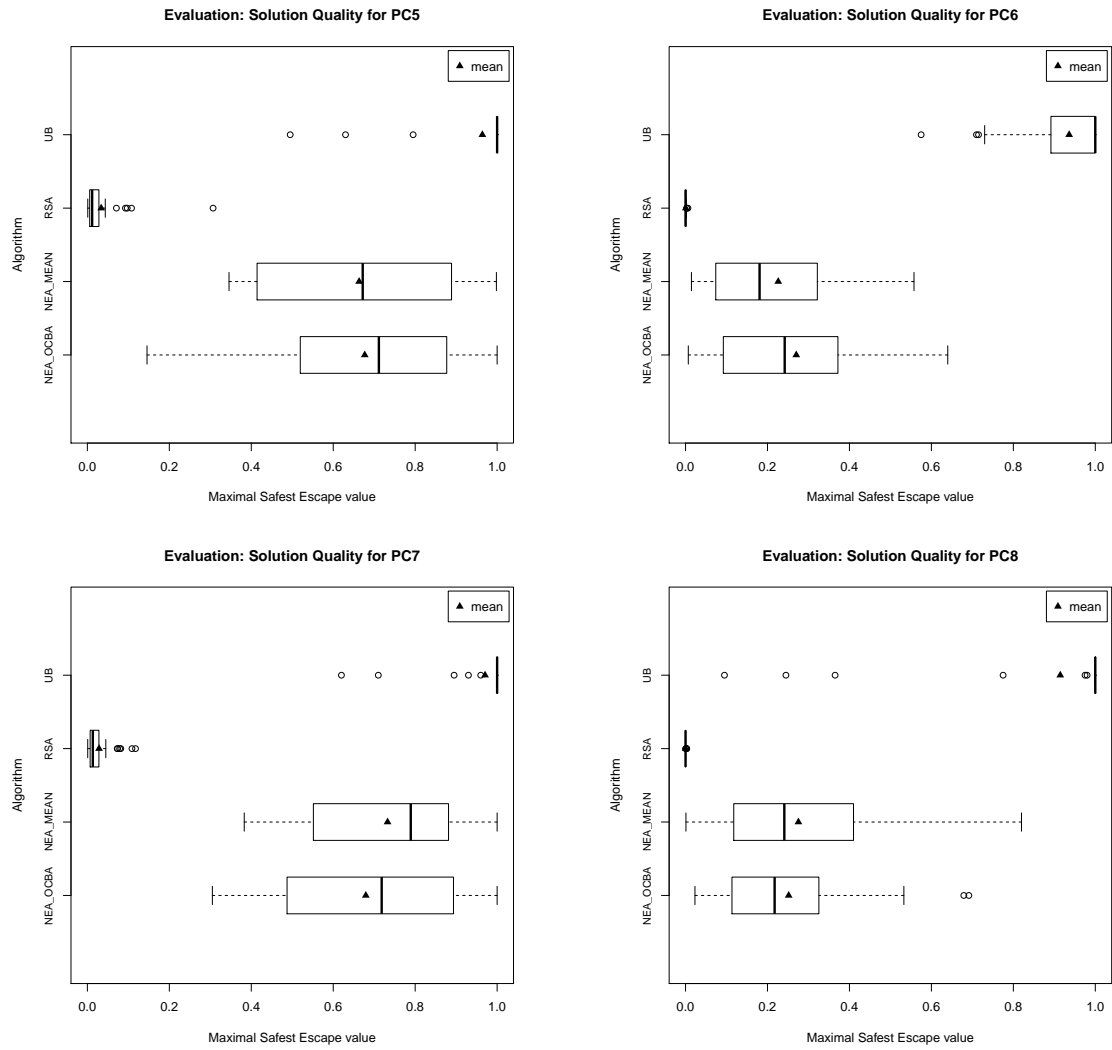 Evaluation: Solution Quality for PC5
mean
UB
RSA
NEA_MEAN
NEA_OCBA
Algorithm
0.0 0.2 0.4 0.6 0.8 1.0
Maximal Safest Escape value
Evaluation: Solution Quality for PC6
mean
UB
RSA
NEA_MEAN
NEA_OCBA
Algorithm
0.0 0.2 0.4 0.6 0.8 1.0
Maximal Safest Escape value
Evaluation: Solution Quality for PC7
mean
UB
RSA
NEA_MEAN
NEA_OCBA
Algorithm
0.0 0.2 0.4 0.6 0.8 1.0
Maximal Safest Escape value
Evaluation: Solution Quality for PC8
mean
UB
RSA
NEA_MEAN
NEA_OCBA
Algorithm
0.0 0.2 0.4 0.6 0.8 1.0
Maximal Safest Escape value